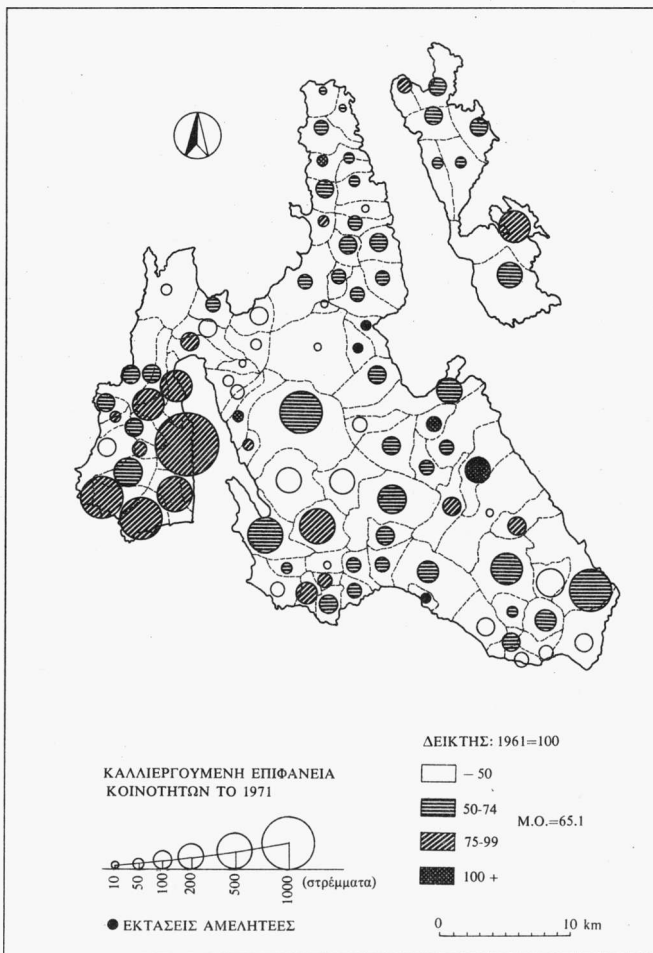 ΚΑΛΛΙΕΡΓΟΥΜΕΝΗ ΕΠΙΦΑΝΕΙΑ
ΚΟΙΝΟΤΗΤΩΝ ΤΟ 1971
10 50 100 200 500 1000 (στρέμματα)
ΕΚΤΑΣΕΙΣ ΑΜΕΛΗΤΕΕΣ
ΔΕΙΚΤΗΣ: 1961=100
– 50
50-74
Μ.Ο.=65.1
75-99
100 +
0 10 km